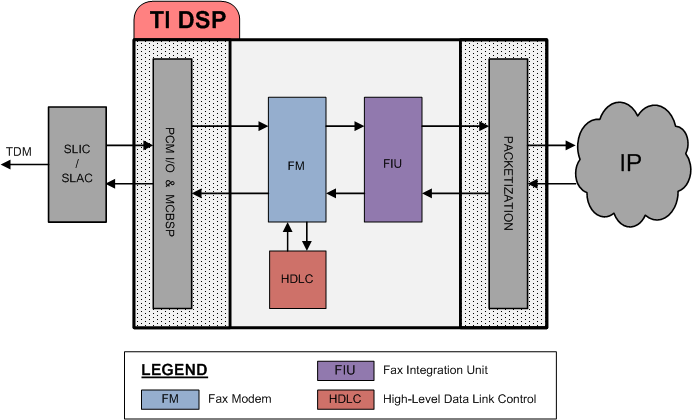 TI DSP
TDM
SLIC
/
SLAC
PCM I/O & MCBSP
FM
FIU
HDLC
PACKETIZATION
IP
LEGEND
FIU
Fax Integration Unit
FM
Fax Modem
HDLC
High-Level Data Link Control